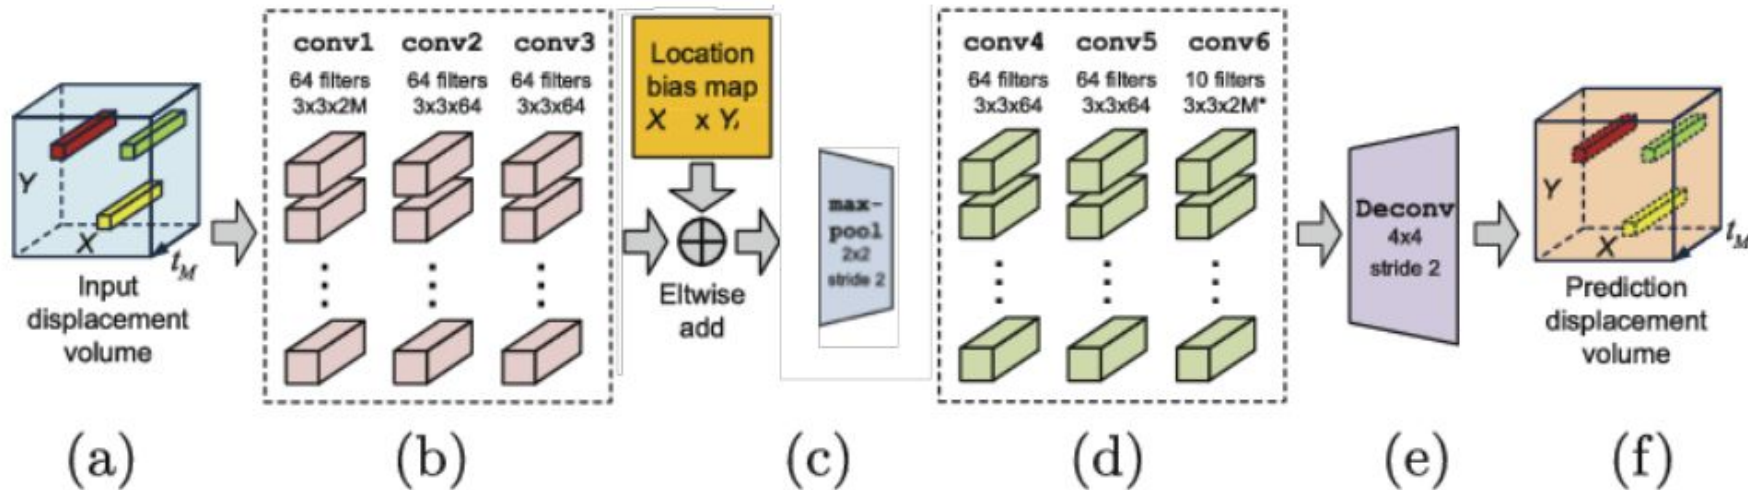 Y
X
t_M
Input
displacement
volume
(a)
conv1
64 filters
3x3x2M
conv2
64 filters
3x3x64
conv3
64 filters
3x3x64
(b)
Location
bias map
X x Y,
Eltwise
add
max-
pool
2x2
stride 2
(c)
conv4
64 filters
3x3x64
conv5
64 filters
3x3x64
conv6
10 filters
3x3x2M*
(d)
Deconv
4x4
stride 2
(e)
Y
X
t_M
Prediction
displacement
volume
(f)